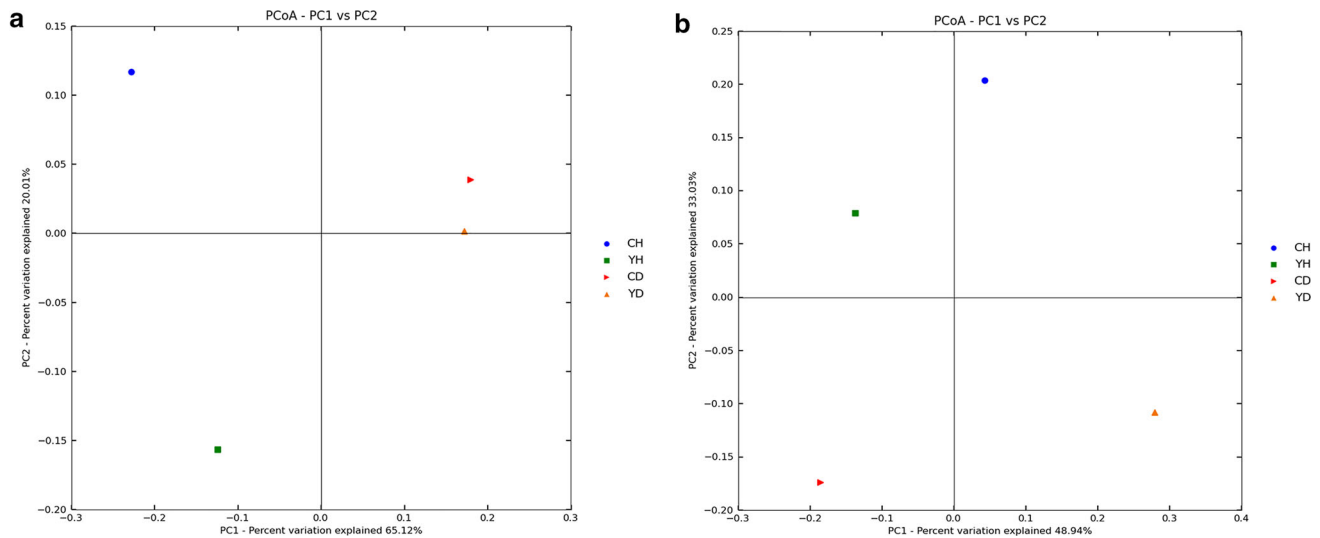 a
PCoA - PC1 vs PC2
0.15
0.10
0.05
0.00
−0.05
−0.10
−0.15
−0.20
PC2 - Percent variation explained 20.01%
−0.3
−0.2
−0.1
0.0
0.1
0.2
0.3
PC1 - Percent variation explained 65.12%
CH
YH
CD
YD
b
PCoA - PC1 vs PC2
0.25
0.20
0.15
0.10
0.05
0.00
−0.05
−0.10
−0.15
−0.20
PC2 - Percent variation explained 33.03%
−0.3
−0.2
−0.1
0.0
0.1
0.2
0.3
0.4
PC1 - Percent variation explained 48.94%
CH
YH
CD
YD